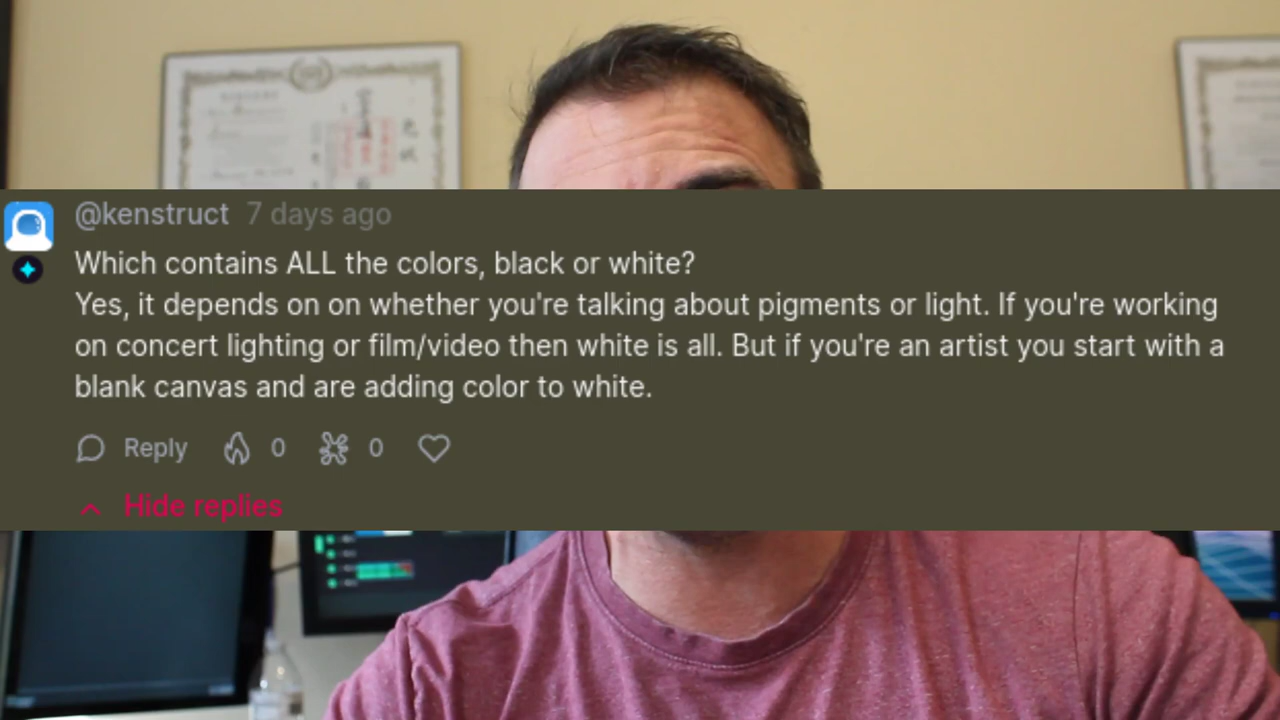 @kenstruct 7 days ago
Which contains ALL the colors, black or white?
Yes, it depends on on whether you're talking about pigments or light. If you're working
on concert lighting or film/video then white is all. But if you're an artist you start with a
blank canvas and are adding color to white.
Reply 0 0
Hide replies